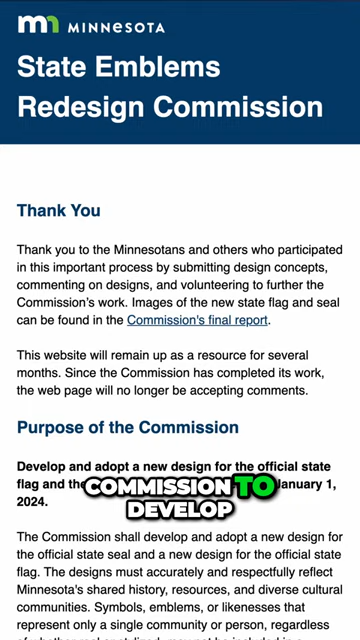 mn MINNESOTA
State Emblems
Redesign Commission
Thank You
Thank you to the Minnesotans and others who participated
in this important process by submitting design concepts,
commenting on designs, and volunteering to further the
Commission's work. Images of the new state flag and seal
can be found in the Commission's final report.
This website will remain up as a resource for several
months. Since the Commission has completed its work,
the web page will no longer be accepting comments.
Purpose of the Commission
Develop and adopt a new design for the official state
flag and the January 1,
COMMISSION TO
DEVELOP
2024.
The Commission shall develop and adopt a new design for
the official state seal and a new design for the official state
flag. The designs must accurately and respectfully reflect
Minnesota's shared history, resources, and diverse cultural
communities. Symbols, emblems, or likenesses that
represent only a single community or person, regardless